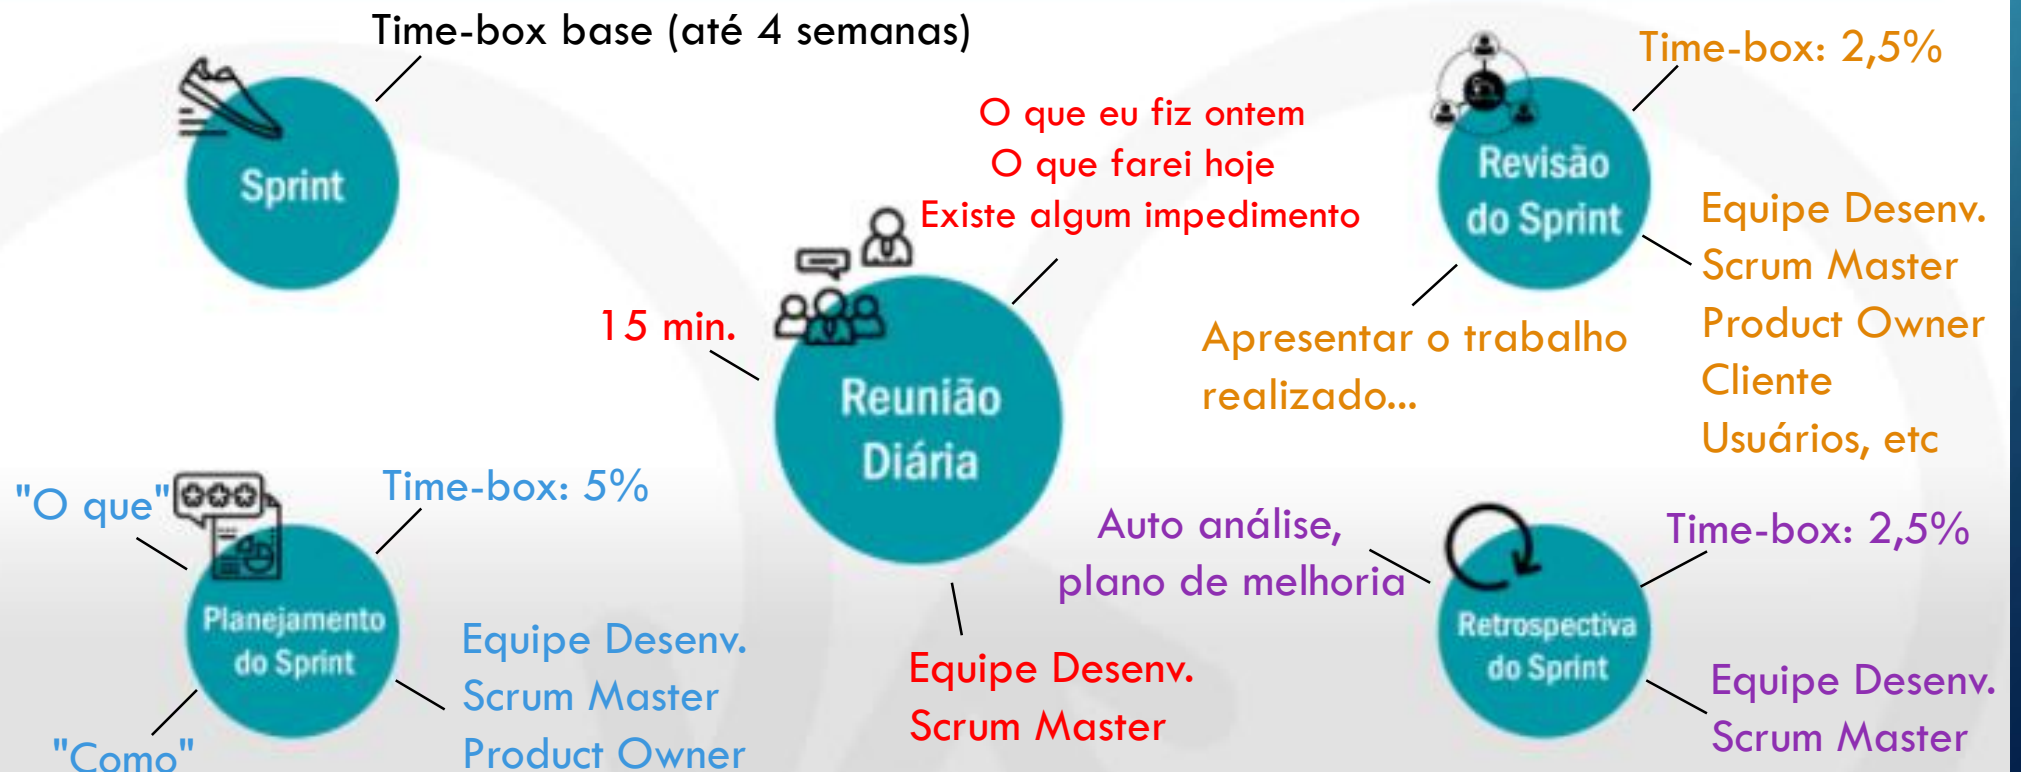 Time-box base (até 4 semanas)
Sprint
O que eu fiz ontem
O que farei hoje
Existe algum impedimento
15 min.
Reunião
Diária
Equipe Desenv.
Scrum Master
Time-box: 2,5%
Revisão
do Sprint
Equipe Desenv.
Scrum Master
Product Owner
Cliente
Usuários, etc
Apresentar o trabalho
realizado...
"O que"
Time-box: 5%
Planejamento
do Sprint
"Como"
Equipe Desenv.
Scrum Master
Product Owner
Auto análise,
plano de melhoria
Time-box: 2,5%
Retrospectiva
do Sprint
Equipe Desenv.
Scrum Master